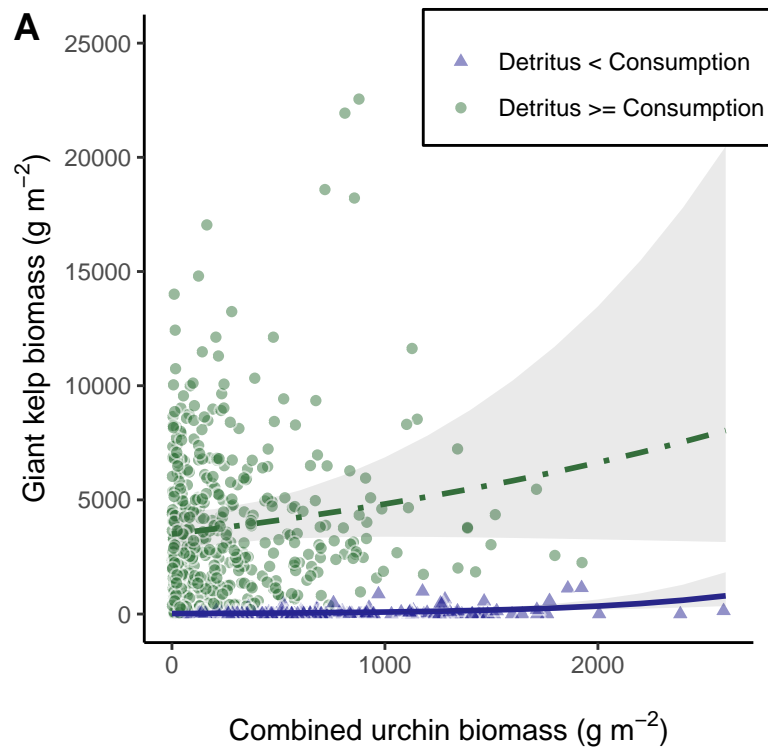 A
Detritus < Consumption
Detritus >= Consumption
Giant kelp biomass (g m⁻²)
25000
20000
15000
10000
5000
0
0 1000 2000
Combined urchin biomass (g m⁻²)